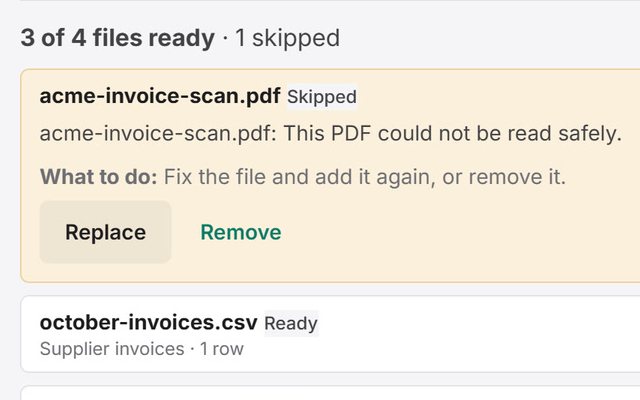 3 of 4 files ready · 1 skipped
acme-invoice-scan.pdf Skipped
acme-invoice-scan.pdf: This PDF could not be read safely.
What to do: Fix the file and add it again, or remove it.
Replace Remove
october-invoices.csv Ready
Supplier invoices · 1 row